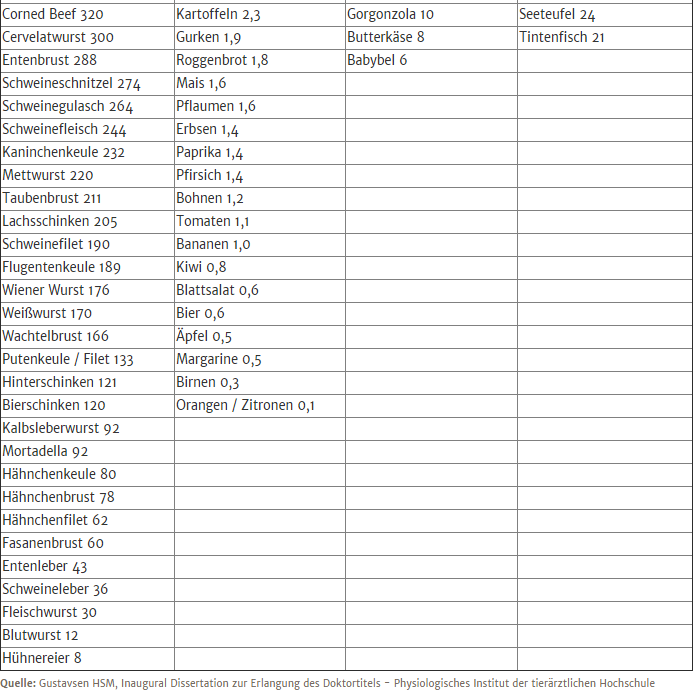 Corned Beef 320 Kartoffeln 2,3 Gorgonzola 10 Seeteufel 24
Cervelatwurst 300 Gurken 1,9 Butterkäse 8 Tintenfisch 21
Entenbrust 288 Roggenbrot 1,8 Babybel 6
Schweineschnitzel 274 Mais 1,6
Schweinegulasch 264 Pflaumen 1,6
Schweinefleisch 244 Erbsen 1,4
Kaninchenkeule 232 Paprika 1,4
Mettwurst 220 Pfirsich 1,4
Taubenbrust 211 Bohnen 1,2
Lachsschinken 205 Tomaten 1,1
Schweinefilet 190 Bananen 1,0
Flugentenkeule 189 Kiwi 0,8
Wiener Wurst 176 Blattsalat 0,6
Weißwurst 170 Bier 0,6
Wachtelbrust 166 Äpfel 0,5
Putenkeule / Filet 133 Margarine 0,5
Hinterschinken 121 Birnen 0,3
Bierschinken 120 Orangen / Zitronen 0,1
Kalbsleberwurst 92
Mortadella 92
Hähnchenkeule 80
Hähnchenbrust 78
Hähnchenfilet 62
Fasanenbrust 60
Entenleber 43
Schweineleber 36
Fleischwurst 30
Blutwurst 12
Hühnereier 8
Quelle: Gustavsen HSM, Inaugural Dissertation zur Erlangung des Doktortitels - Physiologisches Institut der tierärztlichen Hochschule